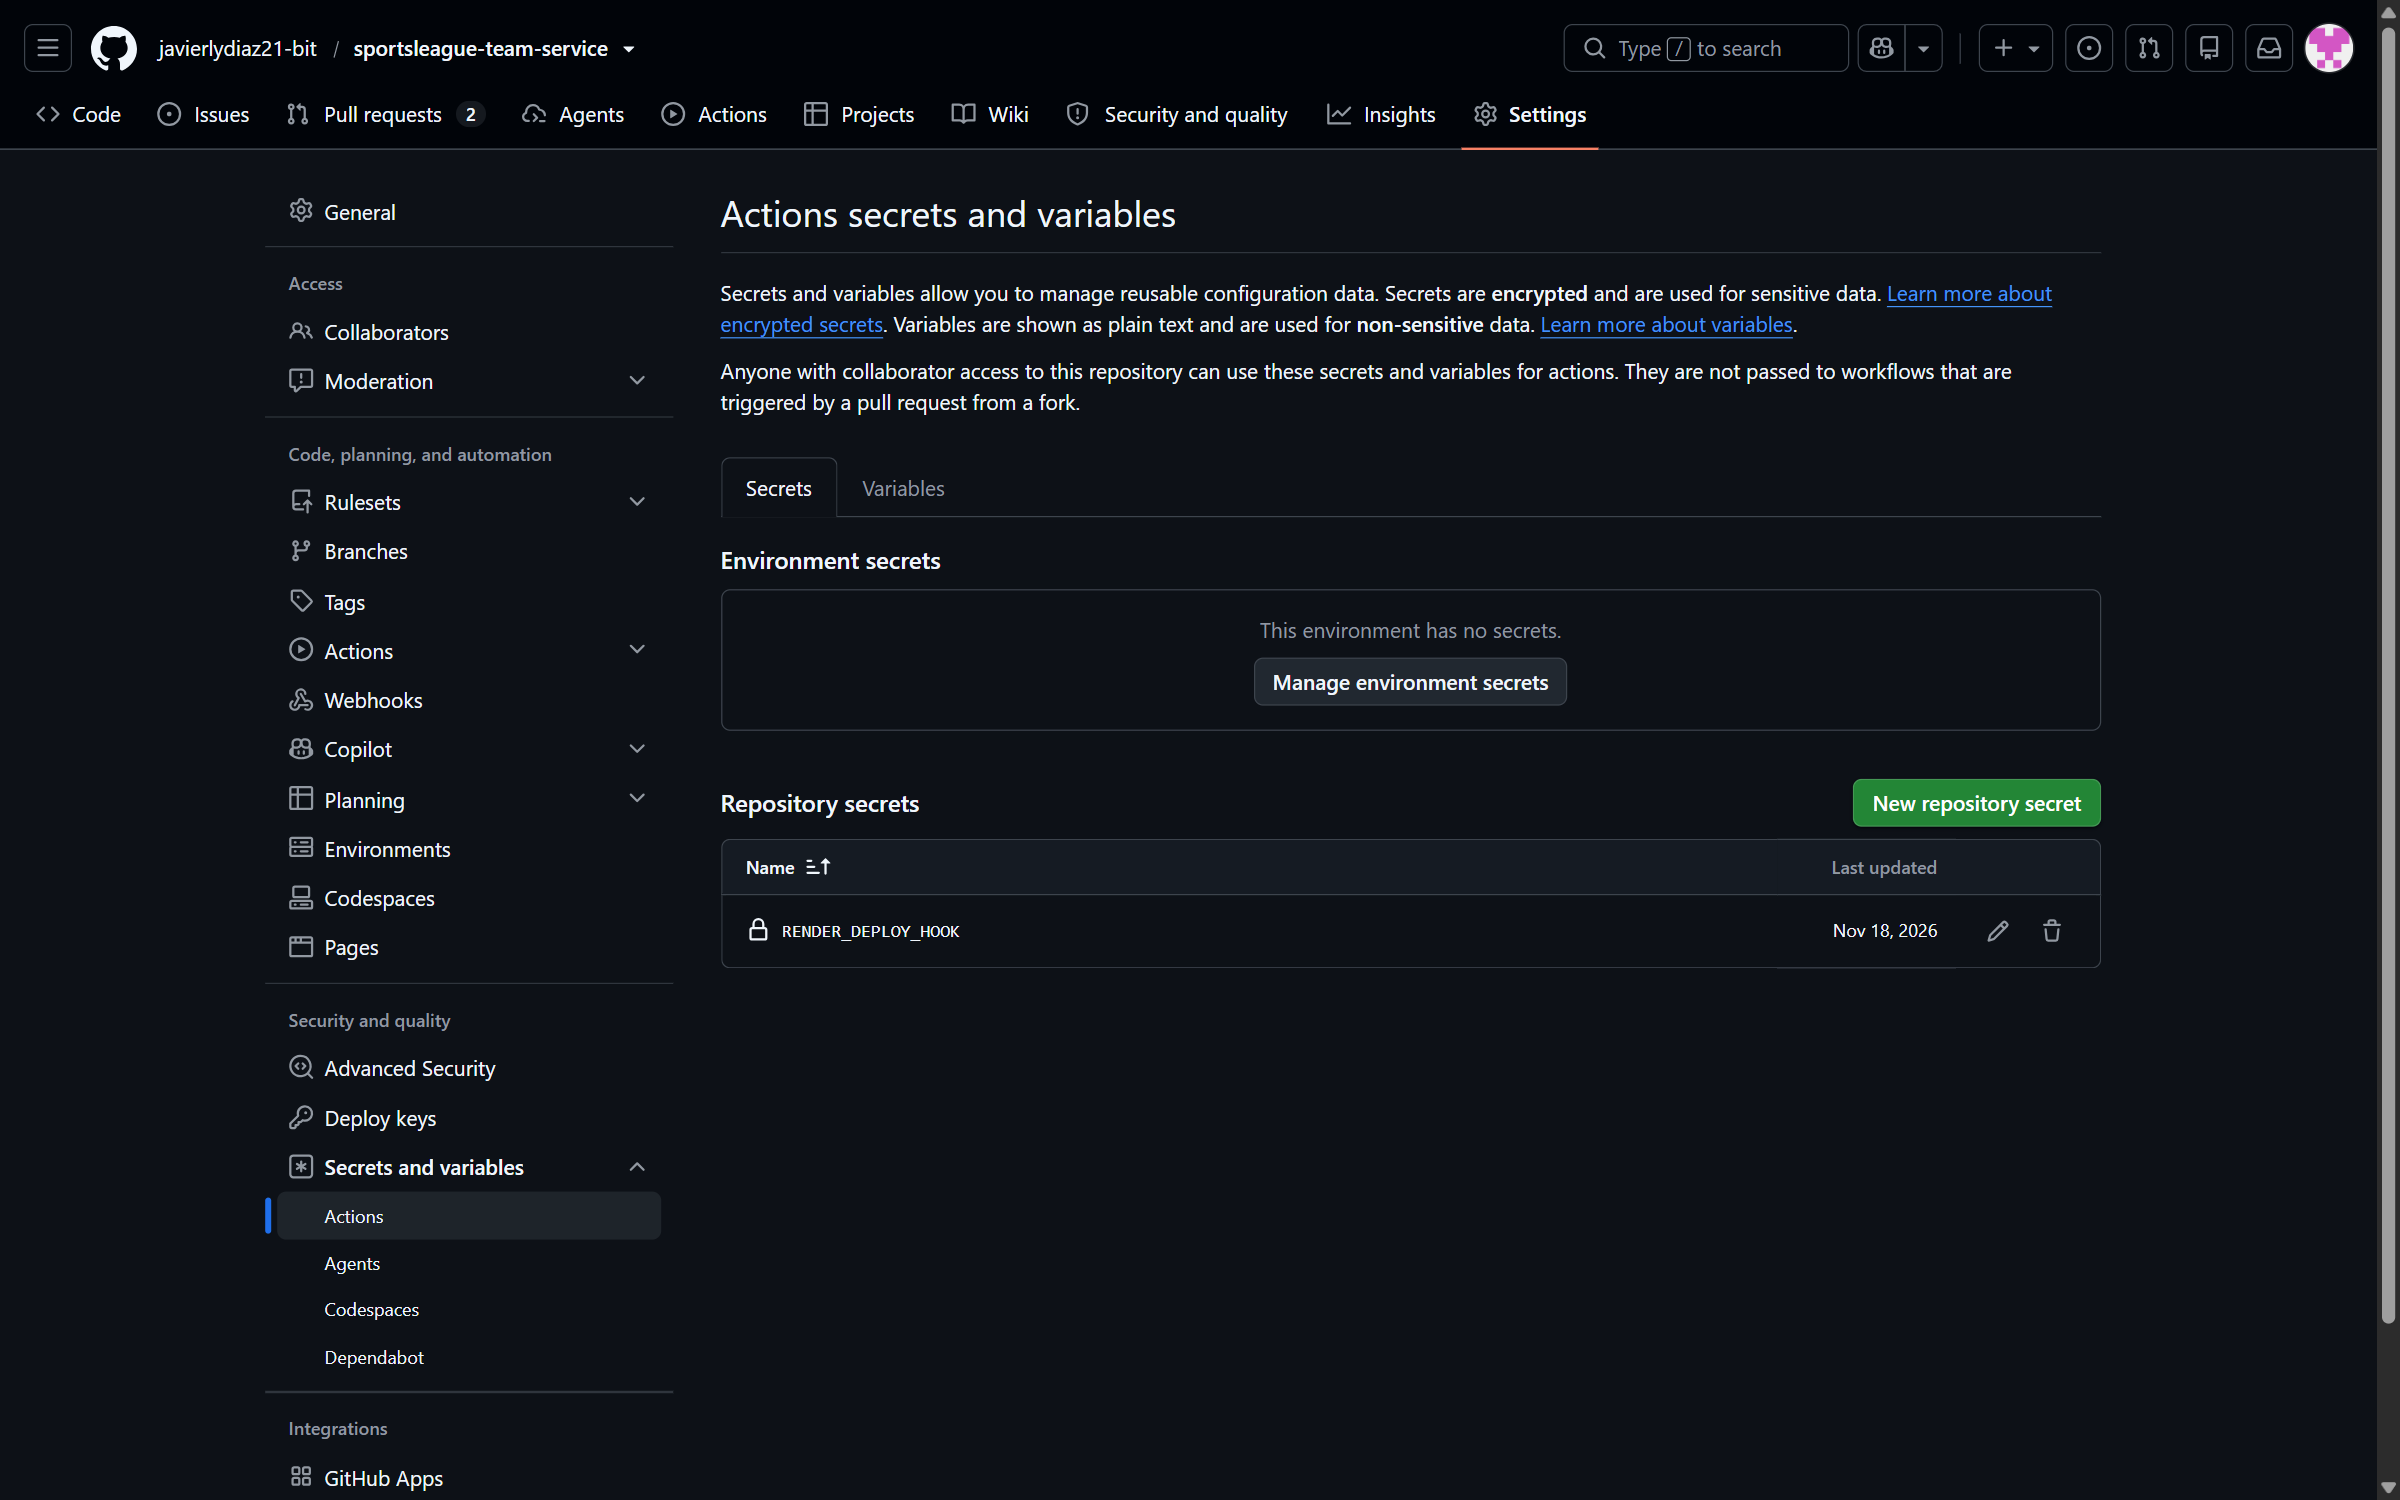 javierlydiaz21-bit / sportsleague-team-service
Type / to search
Code
Issues
Pull requests 2
Agents
Actions
Projects
Wiki
Security and quality
Insights
Settings
General
Access
Collaborators
Moderation
Code, planning, and automation
Rulesets
Branches
Tags
Actions
Webhooks
Copilot
Planning
Environments
Codespaces
Pages
Security and quality
Advanced Security
Deploy keys
Secrets and variables
Actions
Agents
Codespaces
Dependabot
Integrations
GitHub Apps
Actions secrets and variables
Secrets and variables allow you to manage reusable configuration data. Secrets are encrypted and are used for sensitive data. Learn more about
encrypted secrets. Variables are shown as plain text and are used for non-sensitive data. Learn more about variables.
Anyone with collaborator access to this repository can use these secrets and variables for actions. They are not passed to workflows that are
triggered by a pull request from a fork.
Secrets
Variables
Environment secrets
This environment has no secrets.
Manage environment secrets
Repository secrets
New repository secret
Name
Last updated
RENDER_DEPLOY_HOOK
Nov 18, 2026